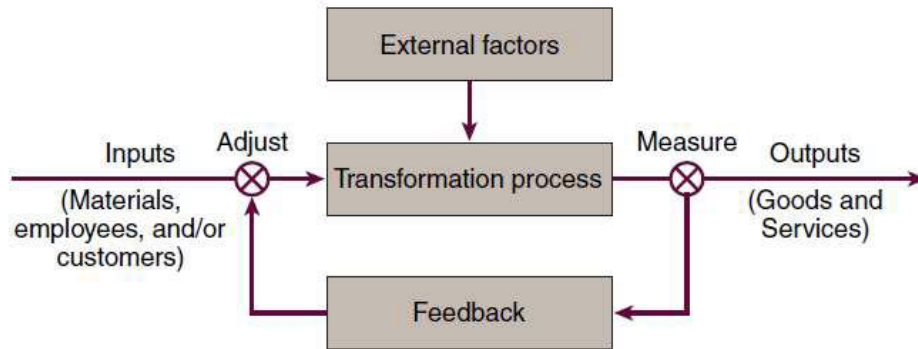 External factors
Inputs
Adjust
Transformation process
Measure
Outputs
(Materials,
employees, and/or
customers)
(Goods and
Services)
Feedback